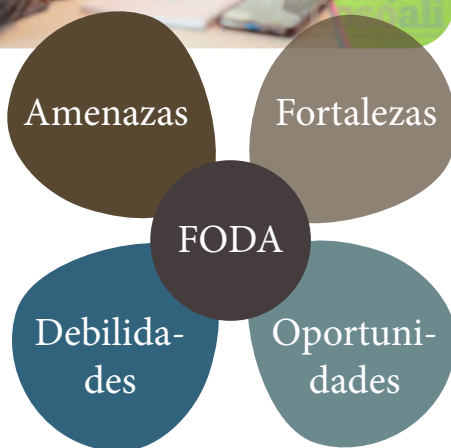 Amenazas
Fortalezas
FODA
Debilida-
des
Oportuni-
dades